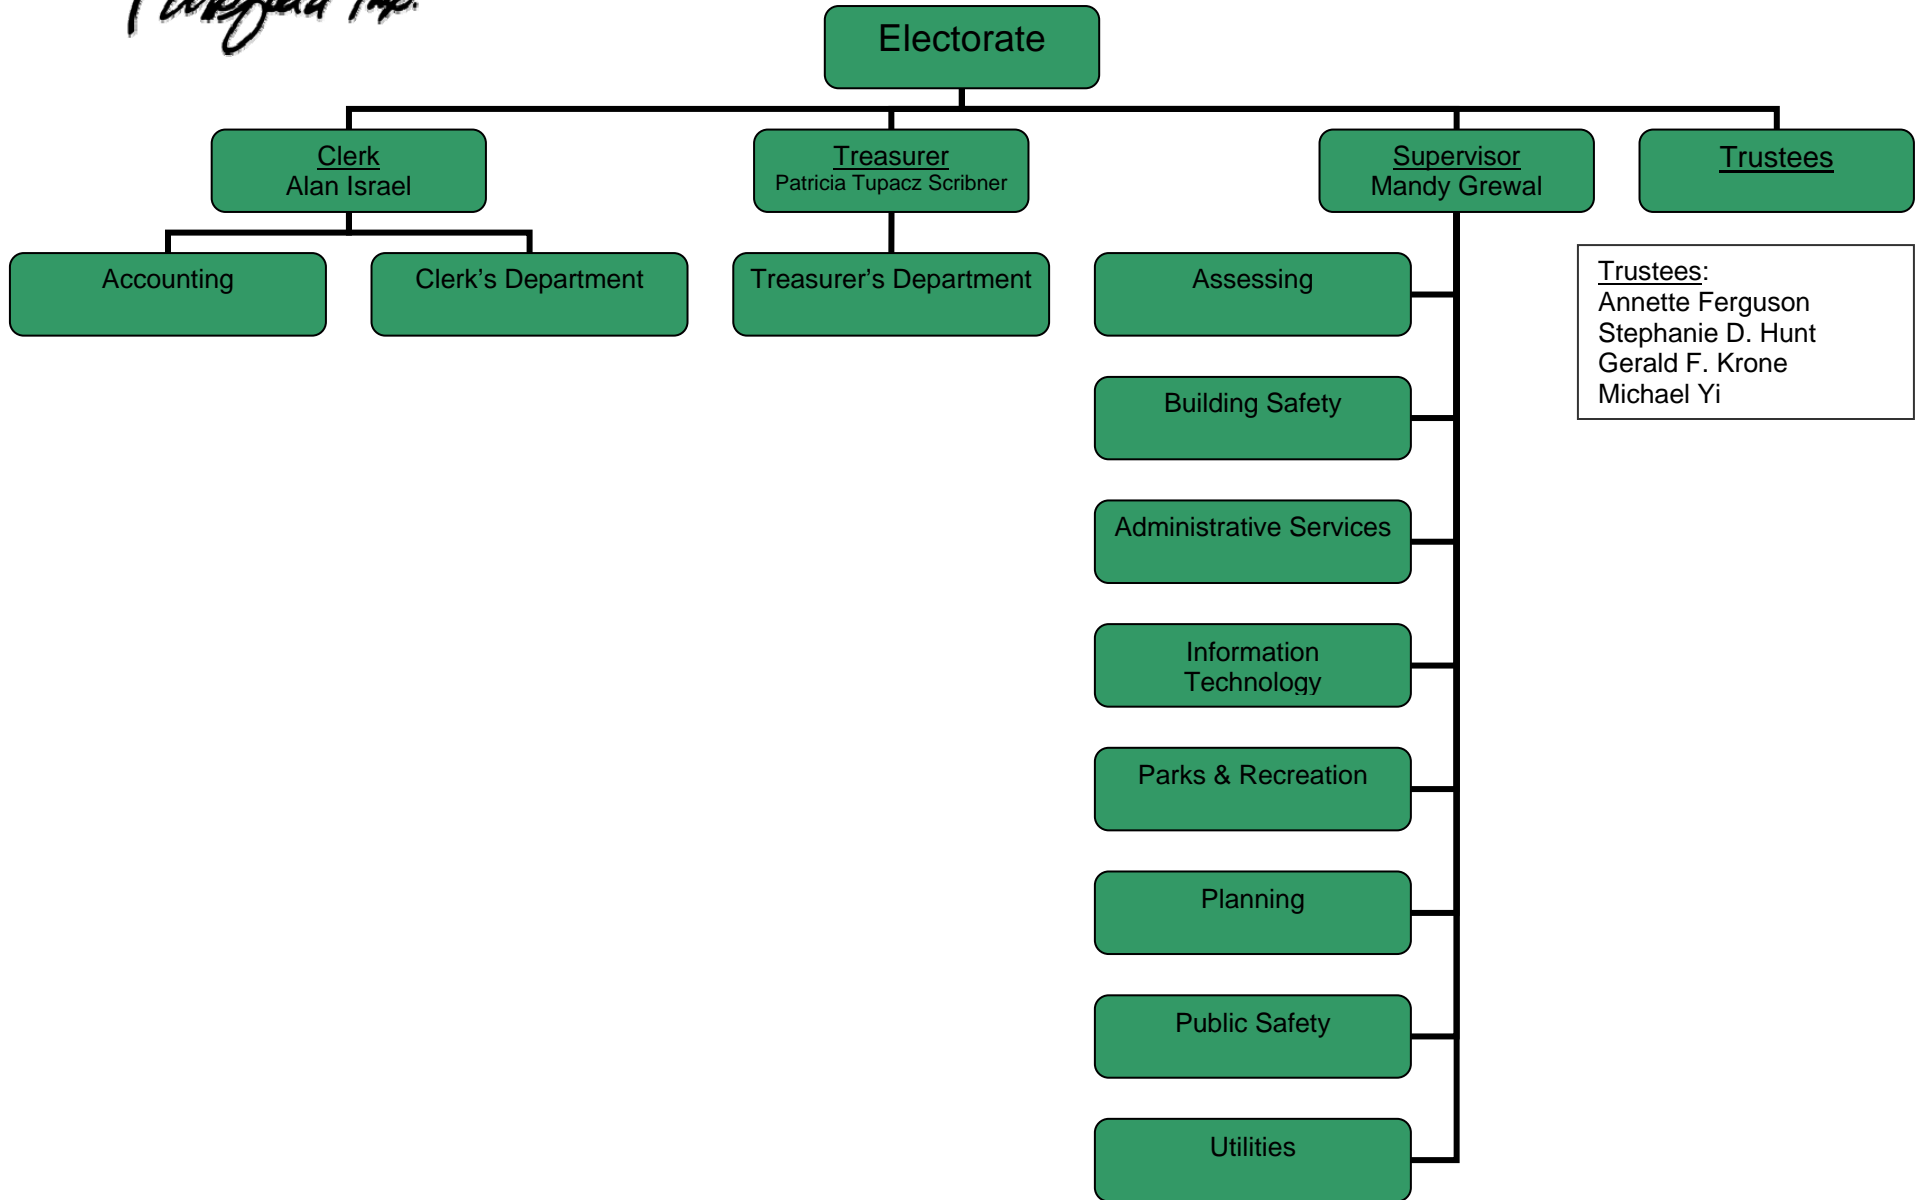 Electorate
Clerk
Alan Israel
Treasurer
Patricia Tupacz Scribner
Supervisor
Mandy Grewal
Trustees
Accounting
Clerk’s Department
Treasurer’s Department
Assessing
Trustees:
Annette Ferguson
Stephanie D. Hunt
Gerald F. Krone
Michael Yi
Building Safety
Administrative Services
Information
Technology
Parks & Recreation
Planning
Public Safety
Utilities